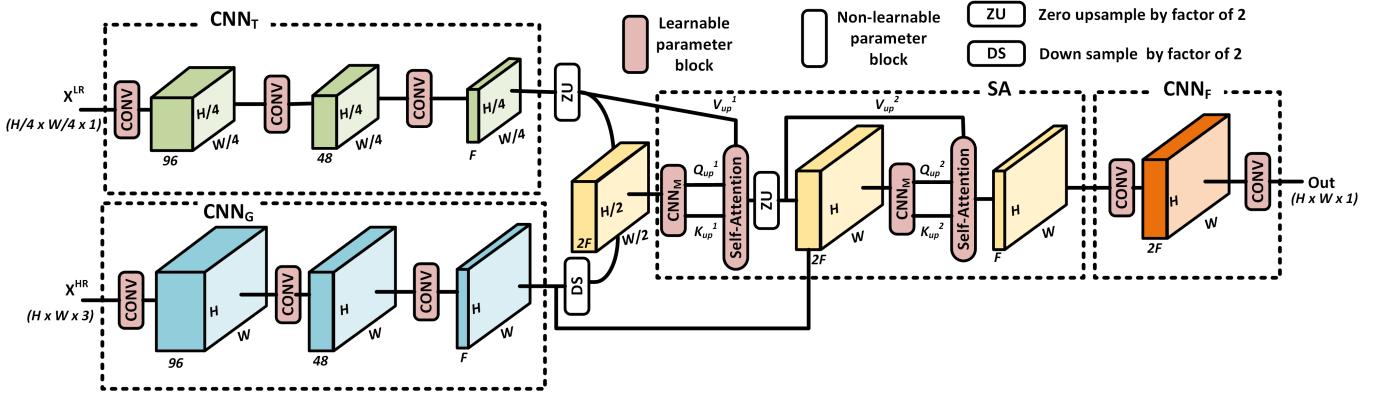 CNN_T
X^LR
(H/4 x W/4 x 1)
CONV
96
H/4
W/4
CONV
48
H/4
W/4
CONV
F
H/4
W/4
ZU
Learnable
parameter
block
Non-learnable
parameter
block
ZU
Zero upsample by factor of 2
DS
Down sample by factor of 2
CNN_G
X^HR
(H x W x 3)
CONV
96
H
W
CONV
48
H
W
CONV
F
H
W
DS
2F
H/2
W/2
SA
V_up^1
CNN_M
Q_up^1
K_up^1
Self-Attention
ZU
V_up^2
2F
H
W
CNN_M
Q_up^2
K_up^2
Self-Attention
F
H
W
CNN_F
CONV
2F
H
W
CONV
Out
(H x W x 1)